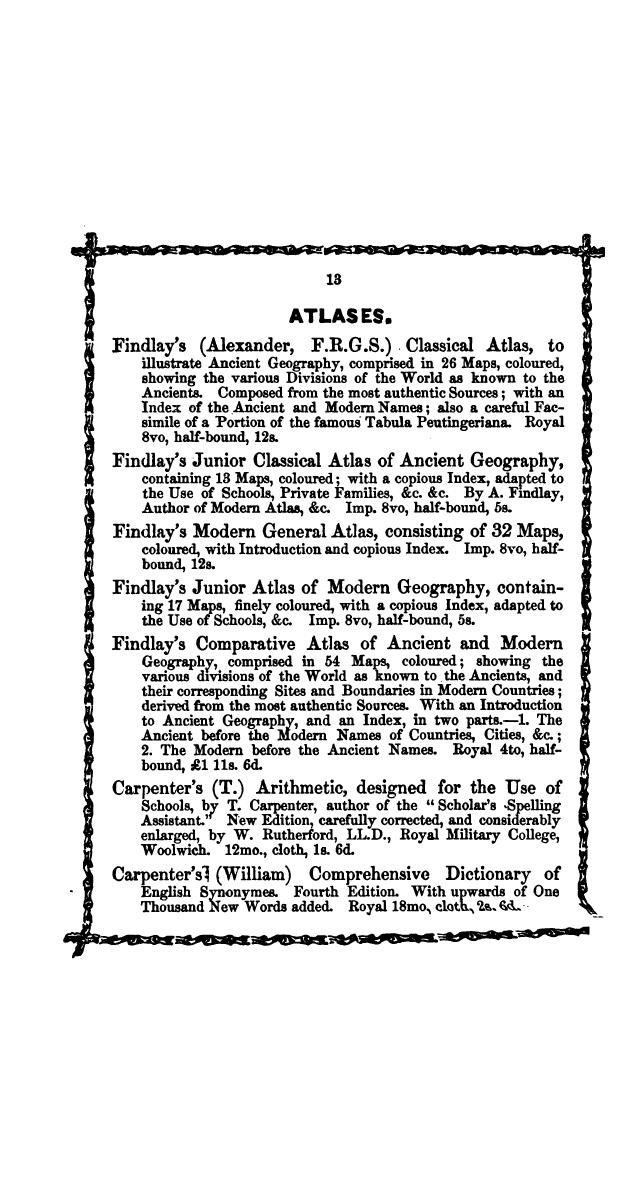 13
ATLASES.
Findlay's (Alexander, F.R.G.S.) Classical Atlas, to
illustrate Ancient Geography, comprised in 26 Maps, coloured,
showing the various Divisions of the World as known to the
Ancients. Composed from the most authentic Sources; with an
Index of the Ancient and Modern Names; also a careful Fac-
simile of a Portion of the famous Tabula Peutingeriana. Royal
8vo, half-bound, 12s.
Findlay's Junior Classical Atlas of Ancient Geography,
containing 13 Maps, coloured; with a copious Index, adapted to
the Use of Schools, Private Families, &c. &c. By A. Findlay,
Author of Modern Atlas, &c. Imp. 8vo, half-bound, 5s.
Findlay's Modern General Atlas, consisting of 32 Maps,
coloured, with Introduction and copious Index. Imp. 8vo, half-
bound, 12s.
Findlay's Junior Atlas of Modern Geography, contain-
ing 17 Maps, finely coloured, with a copious Index, adapted to
the Use of Schools, &c. Imp. 8vo, half-bound, 5s.
Findlay's Comparative Atlas of Ancient and Modern
Geography, comprised in 54 Maps, coloured; showing the
various divisions of the World as known to the Ancients, and
their corresponding Sites and Boundaries in Modern Countries;
derived from the most authentic Sources. With an Introduction
to Ancient Geography, and an Index, in two parts.—1. The
Ancient before the Modern Names of Countries, Cities, &c.;
2. The Modern before the Ancient Names. Royal 4to, half-
bound, £1 11s. 6d.
Carpenter's (T.) Arithmetic, designed for the Use of
Schools, by T. Carpenter, author of the "Scholar's Spelling
Assistant." New Edition, carefully corrected, and considerably
enlarged, by W. Rutherford, LL.D., Royal Military College,
Woolwich. 12mo., cloth, 1s. 6d.
Carpenter's (William) Comprehensive Dictionary of
English Synonymes. Fourth Edition. With upwards of One
Thousand New Words added. Royal 18mo, cloth, 2s. 6d.